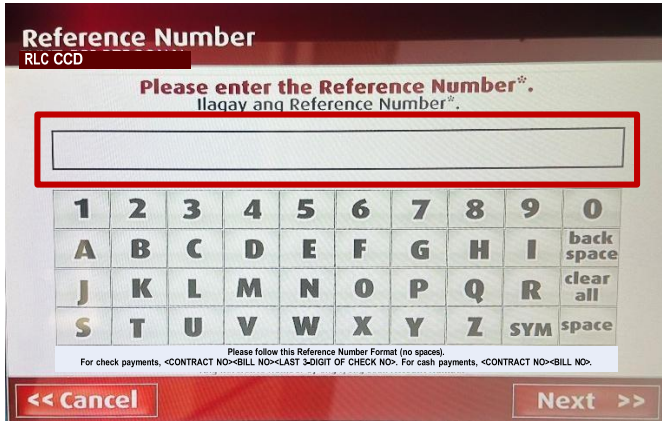 Reference Number
RLC CCD
Please enter the Reference Number*.
Ilagay ang Reference Number*.
1 2 3 4 5 6 7 8 9 0
A B C D E F G H I back space
J K L M N O P Q R clear all
S T U V W X Y Z SYM space
Please follow this Reference Number Format (no spaces).
For check payments, <CONTRACT NO><BILL NO><LAST 3-DIGIT OF CHECK NO>. For cash payments, <CONTRACT NO><BILL NO>.
<< Cancel
Next >>